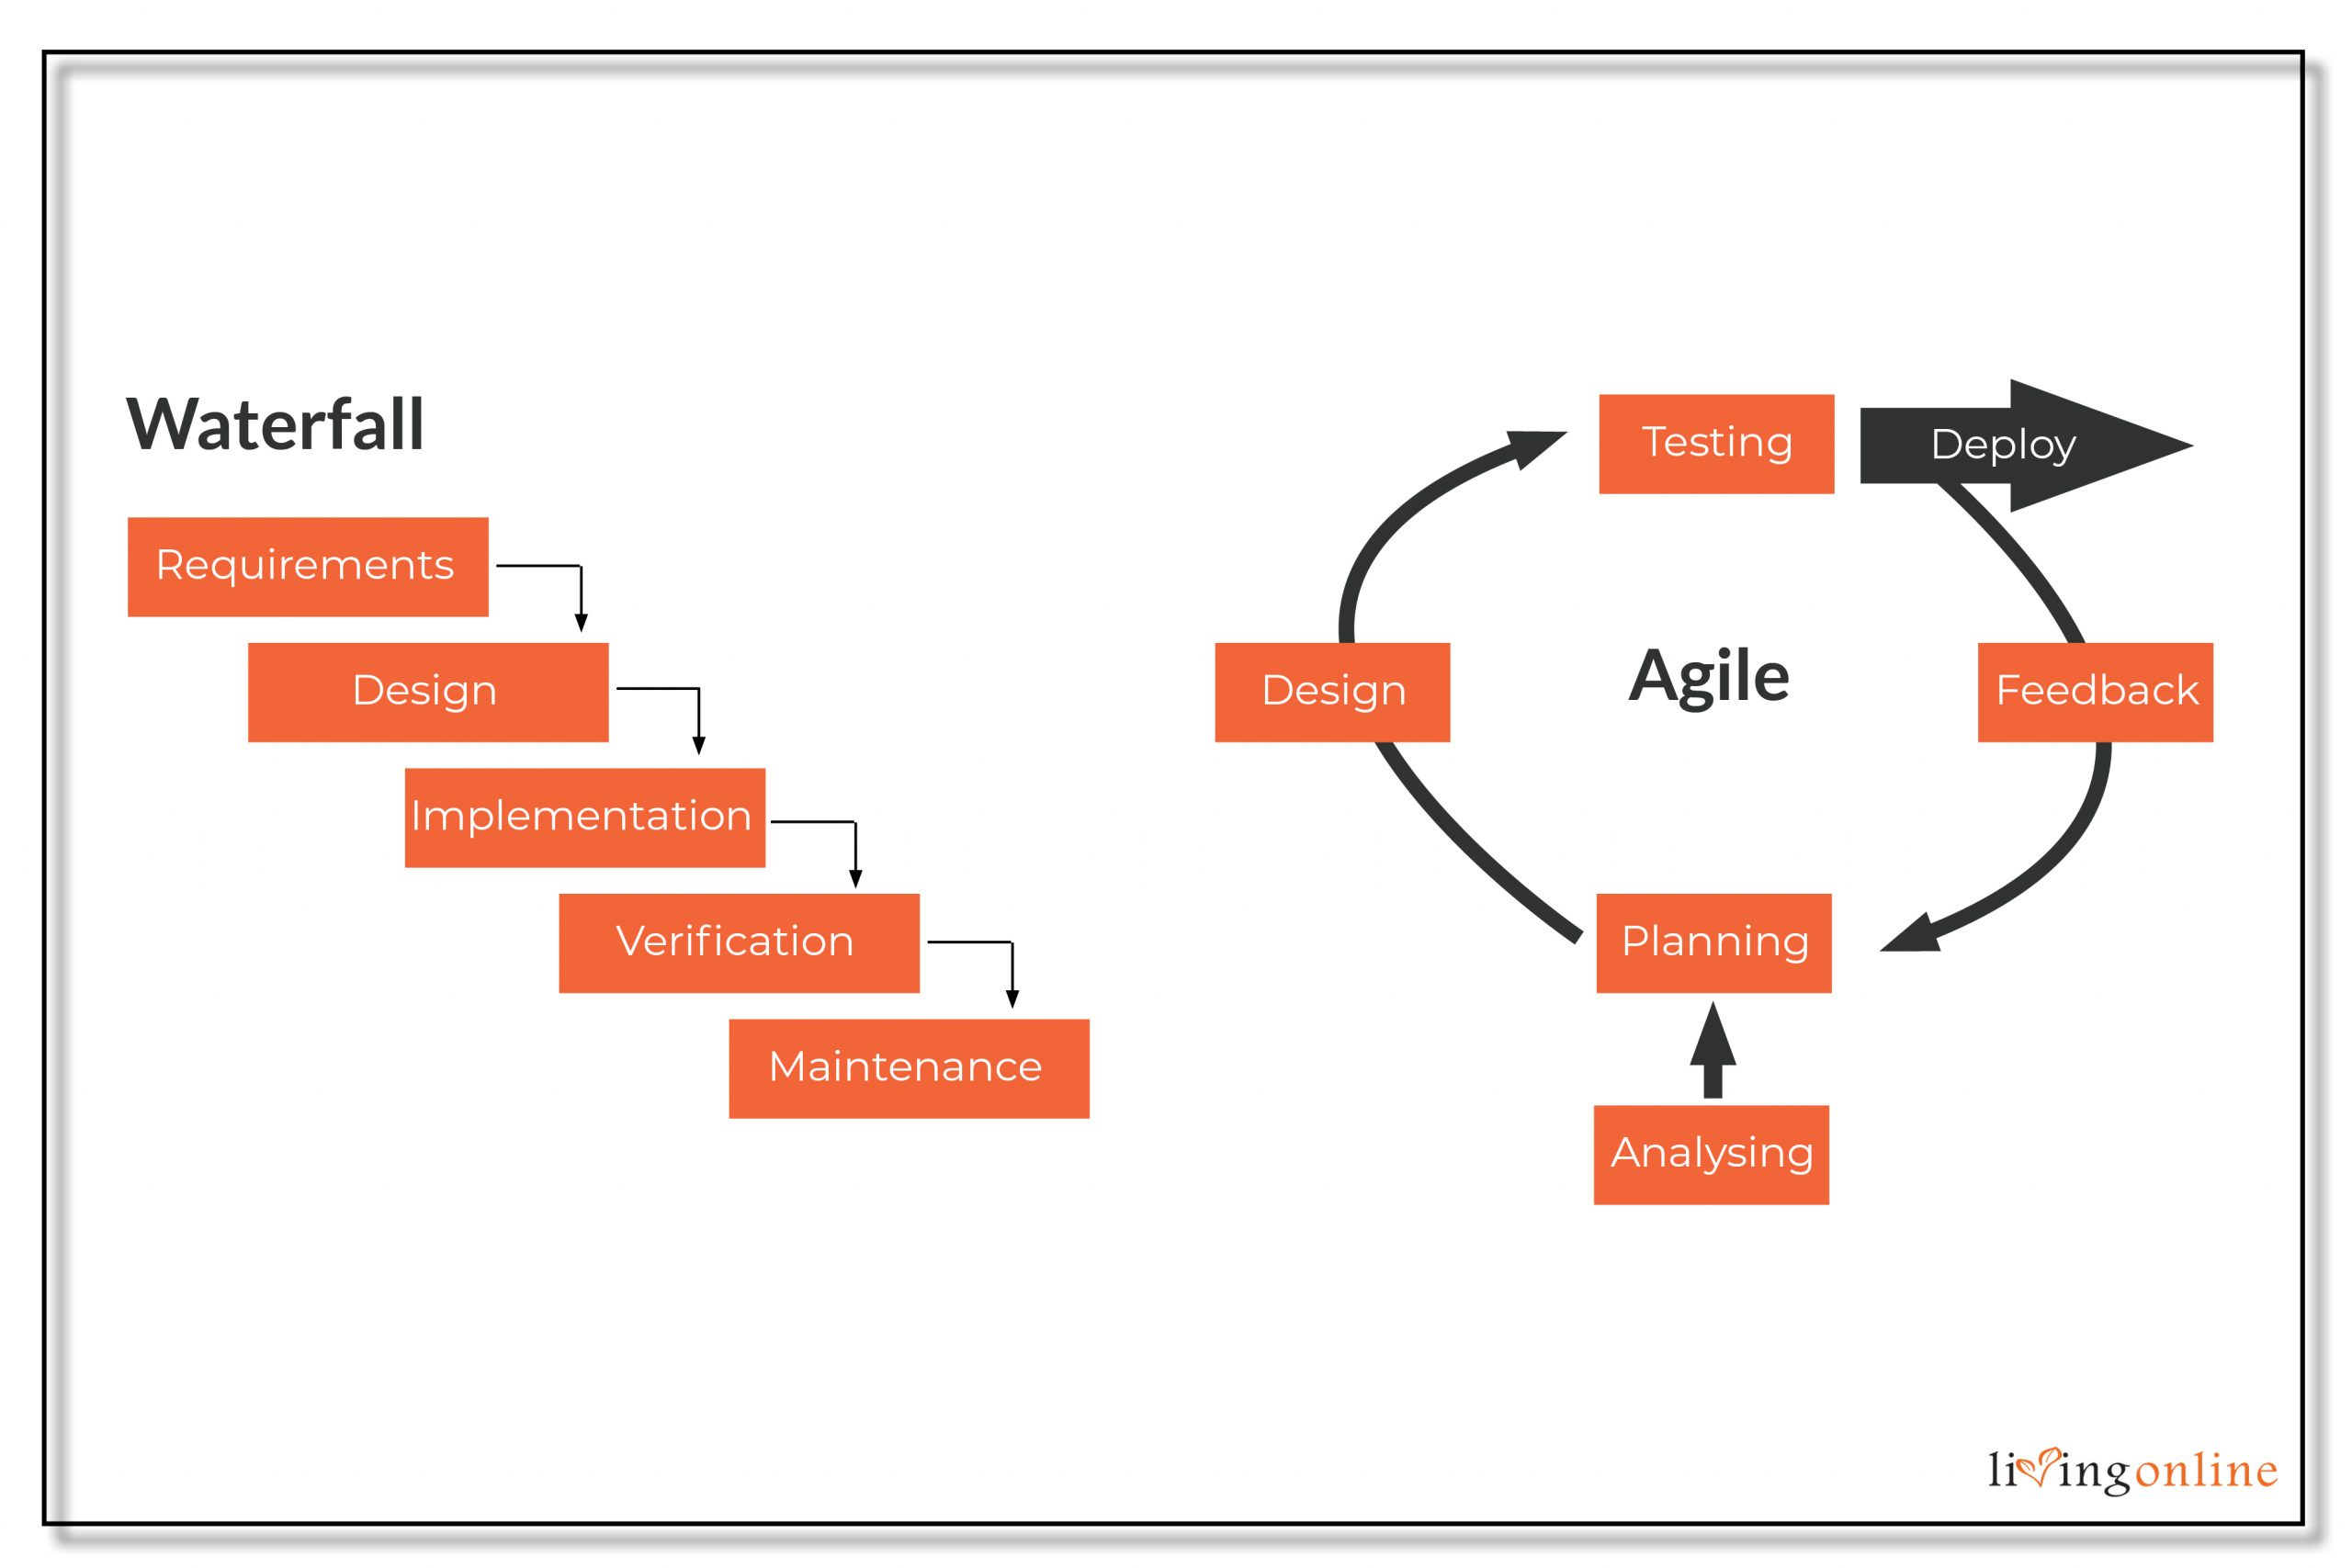 Waterfall
Requirements
Design
Implementation
Verification
Maintenance
Testing
Deploy
Design
Agile
Feedback
Planning
Analysing
livingonline